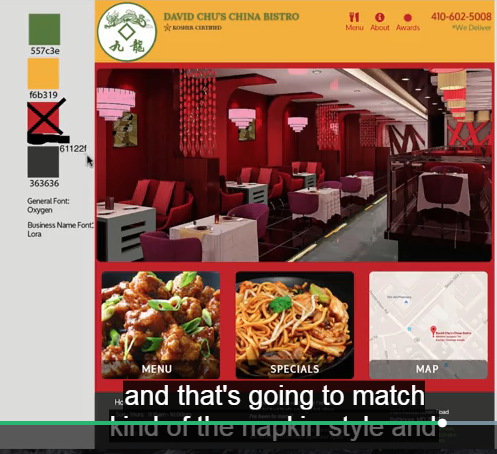 557c3e
f6b319
61122f
363636
General Font:
Oxygen
Business Name Font:
Lora
九 龍
DAVID CHU'S CHINA BISTRO
KOSHER CERTIFIED
Menu
About
Awards
410-602-5008
*We Deliver
MENU
SPECIALS
MAP
and that's going to match
kind of the napkin style and